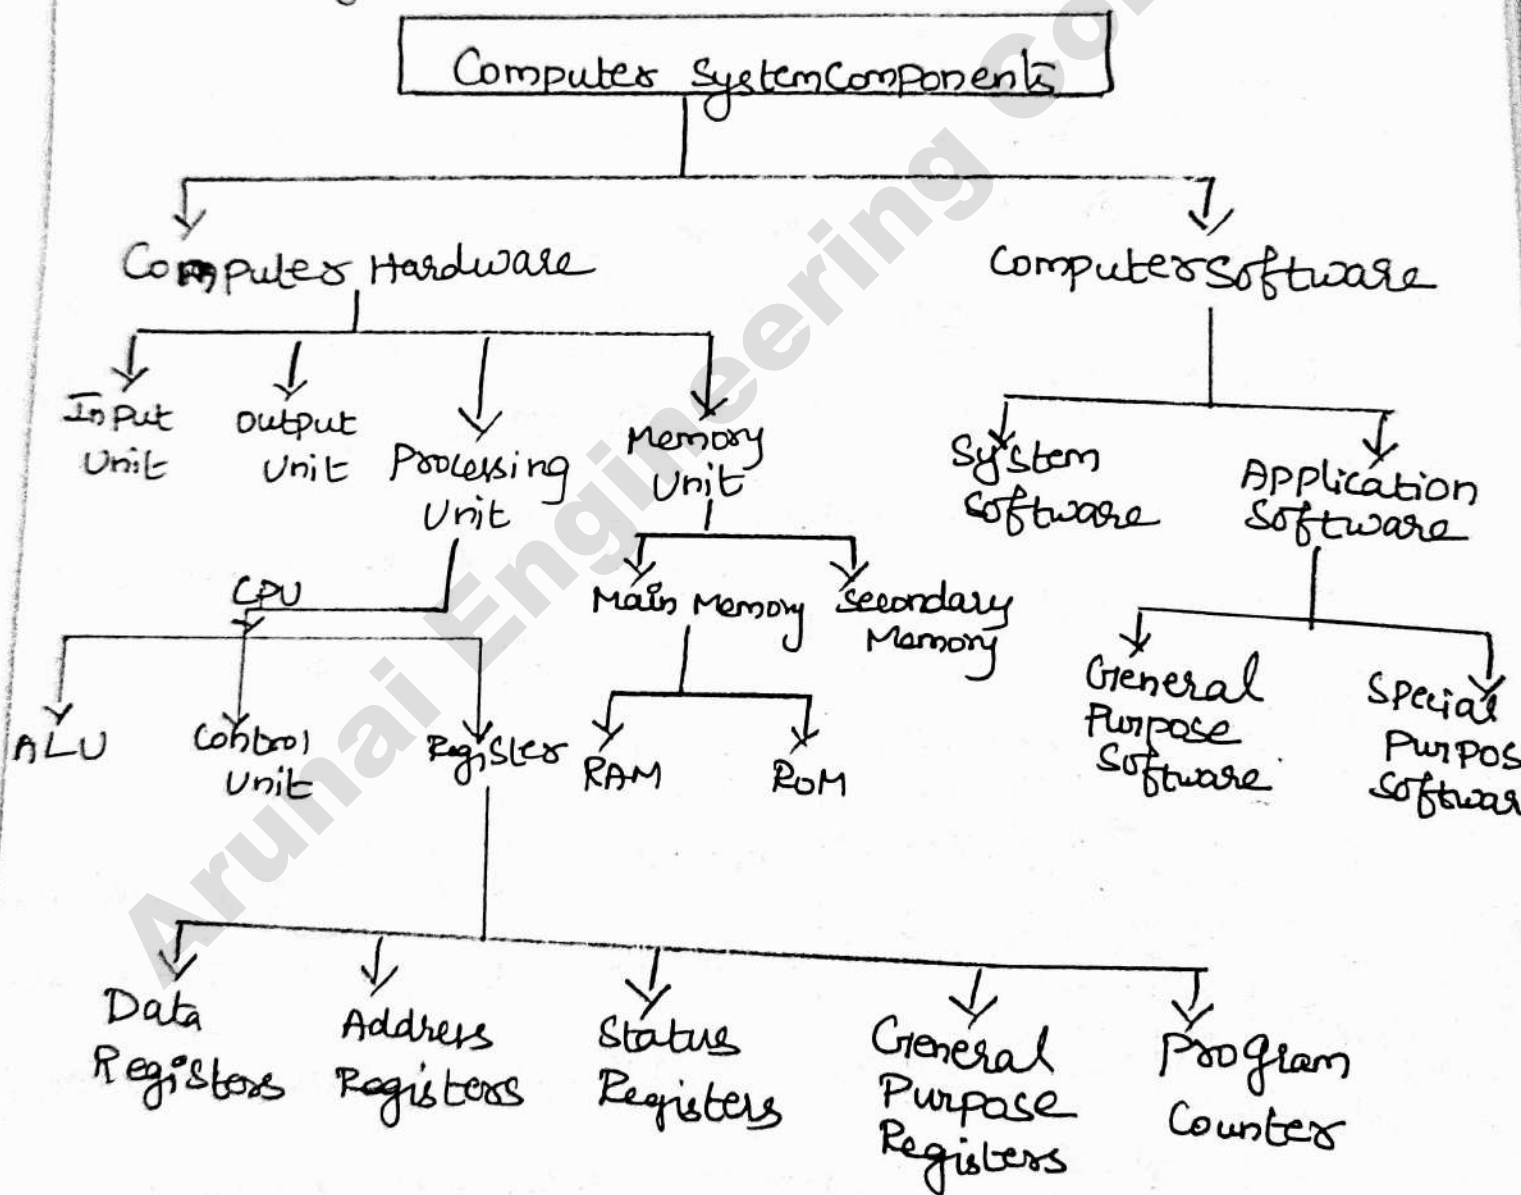 Computer System Components
Computer Hardware
Computer Software
Input
Unit
Output
Unit
Processing
Unit
Memory
Unit
System
Software
Application
Software
CPU
Main Memory
Secondary
Memory
General
Purpose
Software
Special
Purpos
Softwar
ALU
Control
Unit
Register
RAM
ROM
Data
Registers
Address
Registers
Status
Registers
General
Purpose
Registers
Program
Counter
Arunai Engineering Co